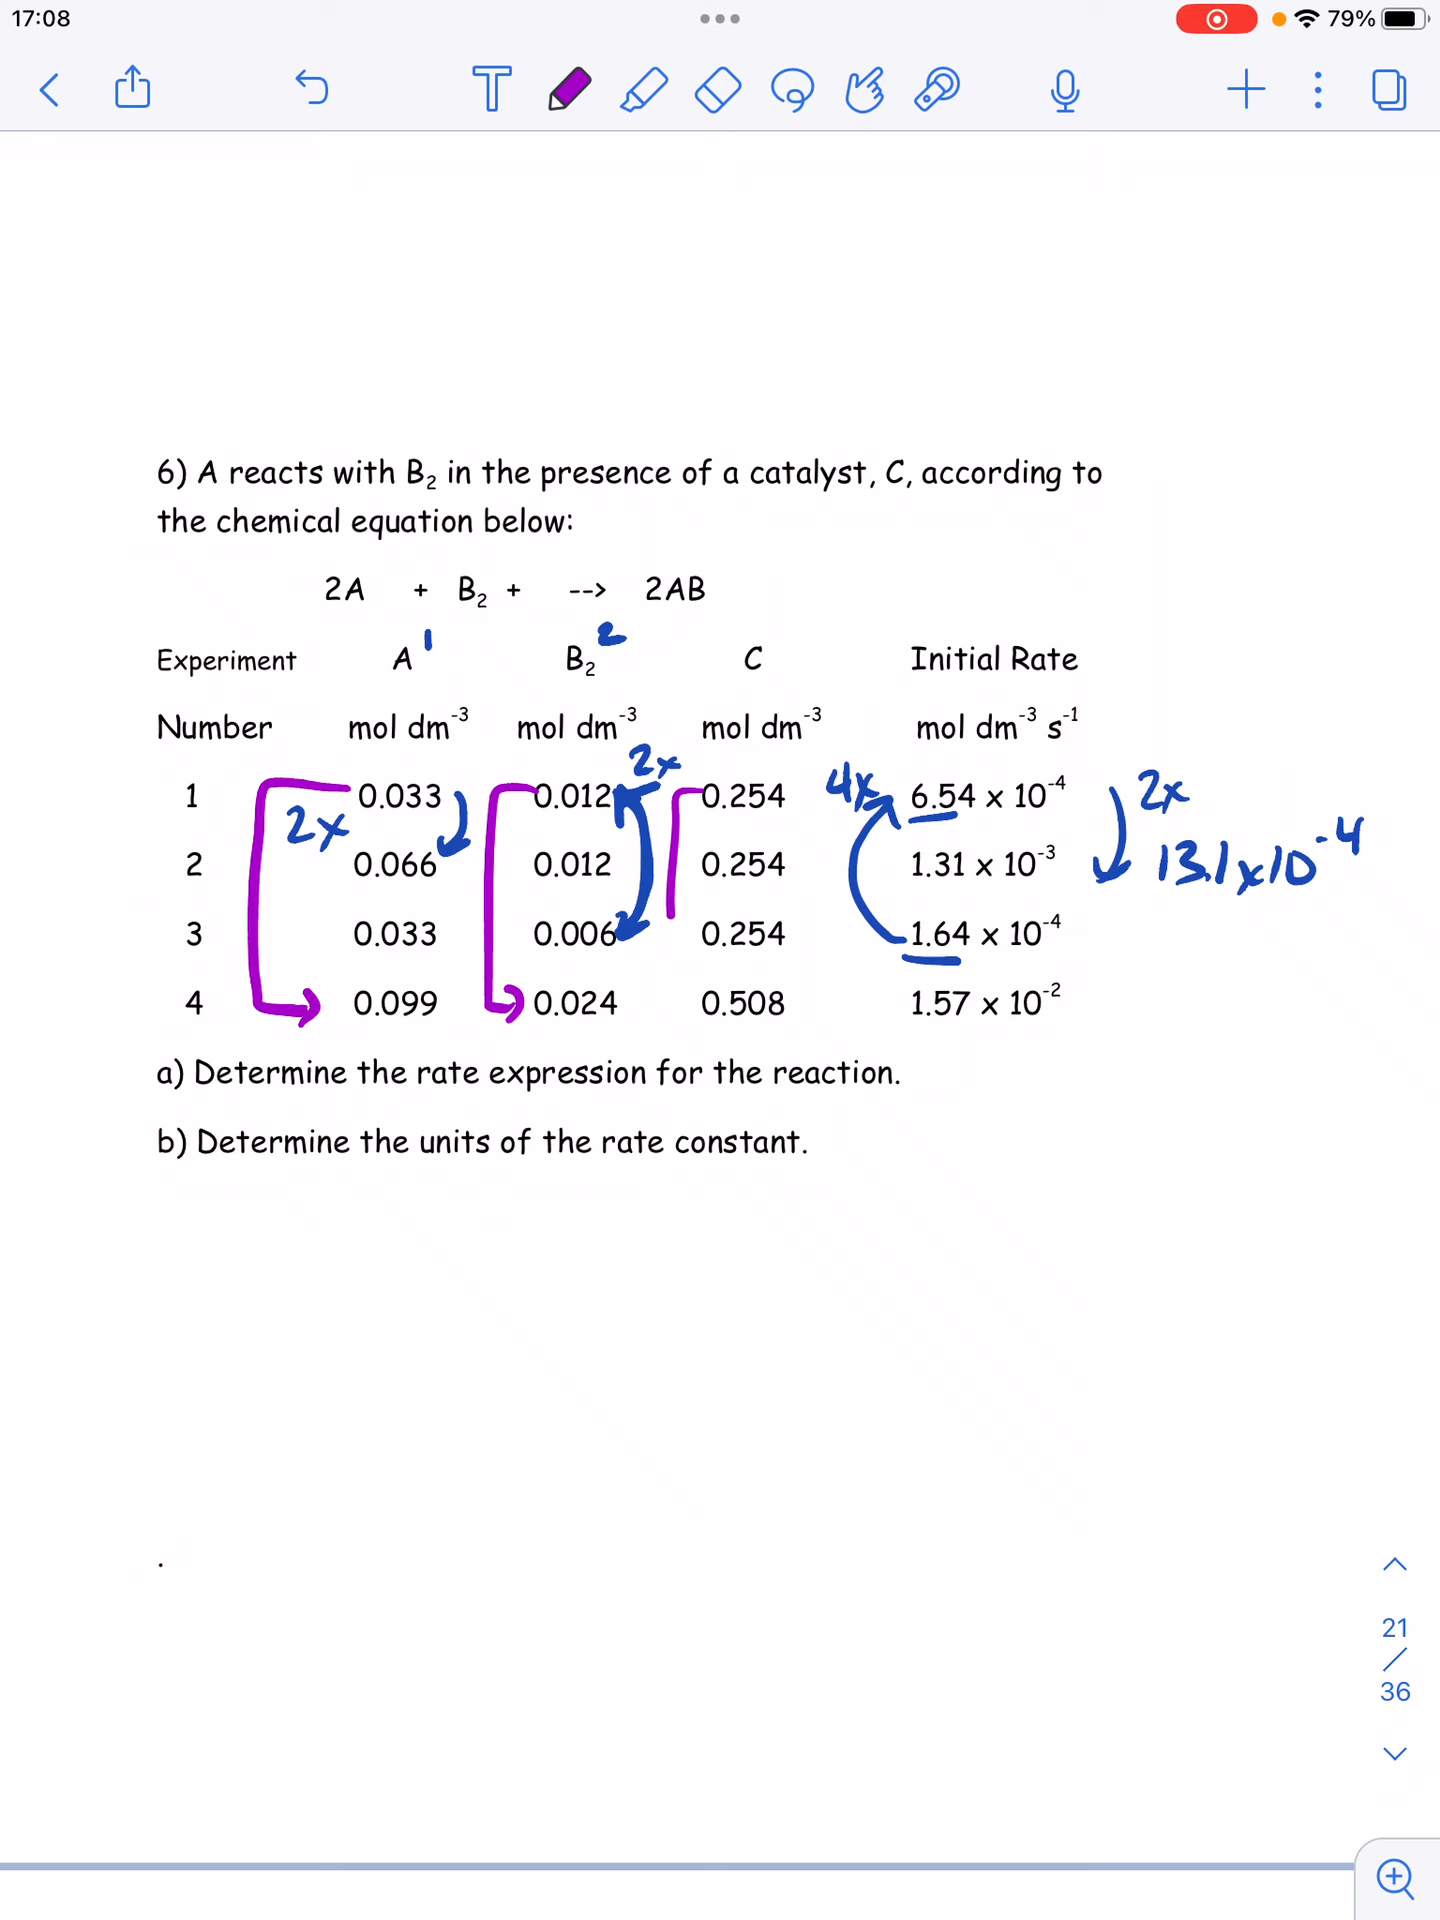 17:08 79%
T
6) A reacts with B₂ in the presence of a catalyst, C, according to
the chemical equation below:
2A + B₂ + --> 2AB
1 2
Experiment A B₂ C Initial Rate
Number mol dm⁻³ mol dm⁻³ mol dm⁻³ mol dm⁻³ s⁻¹
2x
1 0.033 0.012 0.254 4x 6.54 x 10⁻⁴ 2x
2x
2 0.066 0.012 0.254 1.31 x 10⁻³ 13.1x10⁻⁴
3 0.033 0.006 0.254 1.64 x 10⁻⁴
4 0.099 0.024 0.508 1.57 x 10⁻²
a) Determine the rate expression for the reaction.
b) Determine the units of the rate constant.
.
21
/
36